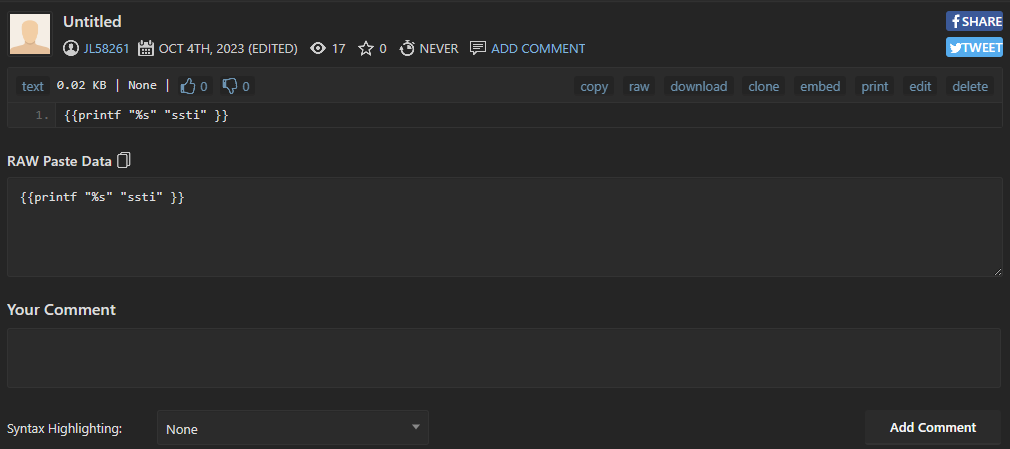 Untitled
SHARE
JL58261 OCT 4TH, 2023 (EDITED) 17 0 NEVER ADD COMMENT
TWEET
text 0.02 KB | None | 0 0 copy raw download clone embed print edit delete
1. {{printf "%s" "ssti" }}
RAW Paste Data
{{printf "%s" "ssti" }}
Your Comment
Syntax Highlighting: None Add Comment